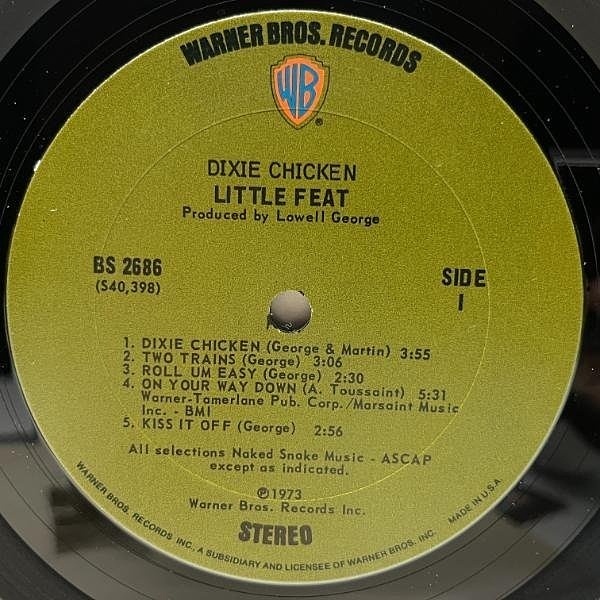 WARNER BROS. RECORDS
WB
®
DIXIE CHICKEN
LITTLE FEAT
Produced by Lowell George
BS 2686
(S40,398)
SIDE
1
1. DIXIE CHICKEN (George & Martin) 3:55
2. TWO TRAINS (George) 3:06
3. ROLL UM EASY (George) 2:30
4. ON YOUR WAY DOWN (A. Toussaint) 5:31
Warner-Tamerlane Pub. Corp./Marsaint Music
Inc. - BMI
5. KISS IT OFF (George) 2:56
All selections Naked Snake Music - ASCAP
except as indicated.
℗1973
Warner Bros. Records Inc.
STEREO
WARNER BROS. RECORDS INC. A SUBSIDIARY AND LICENSEE OF WARNER BROS. INC. MADE IN U.S.A.